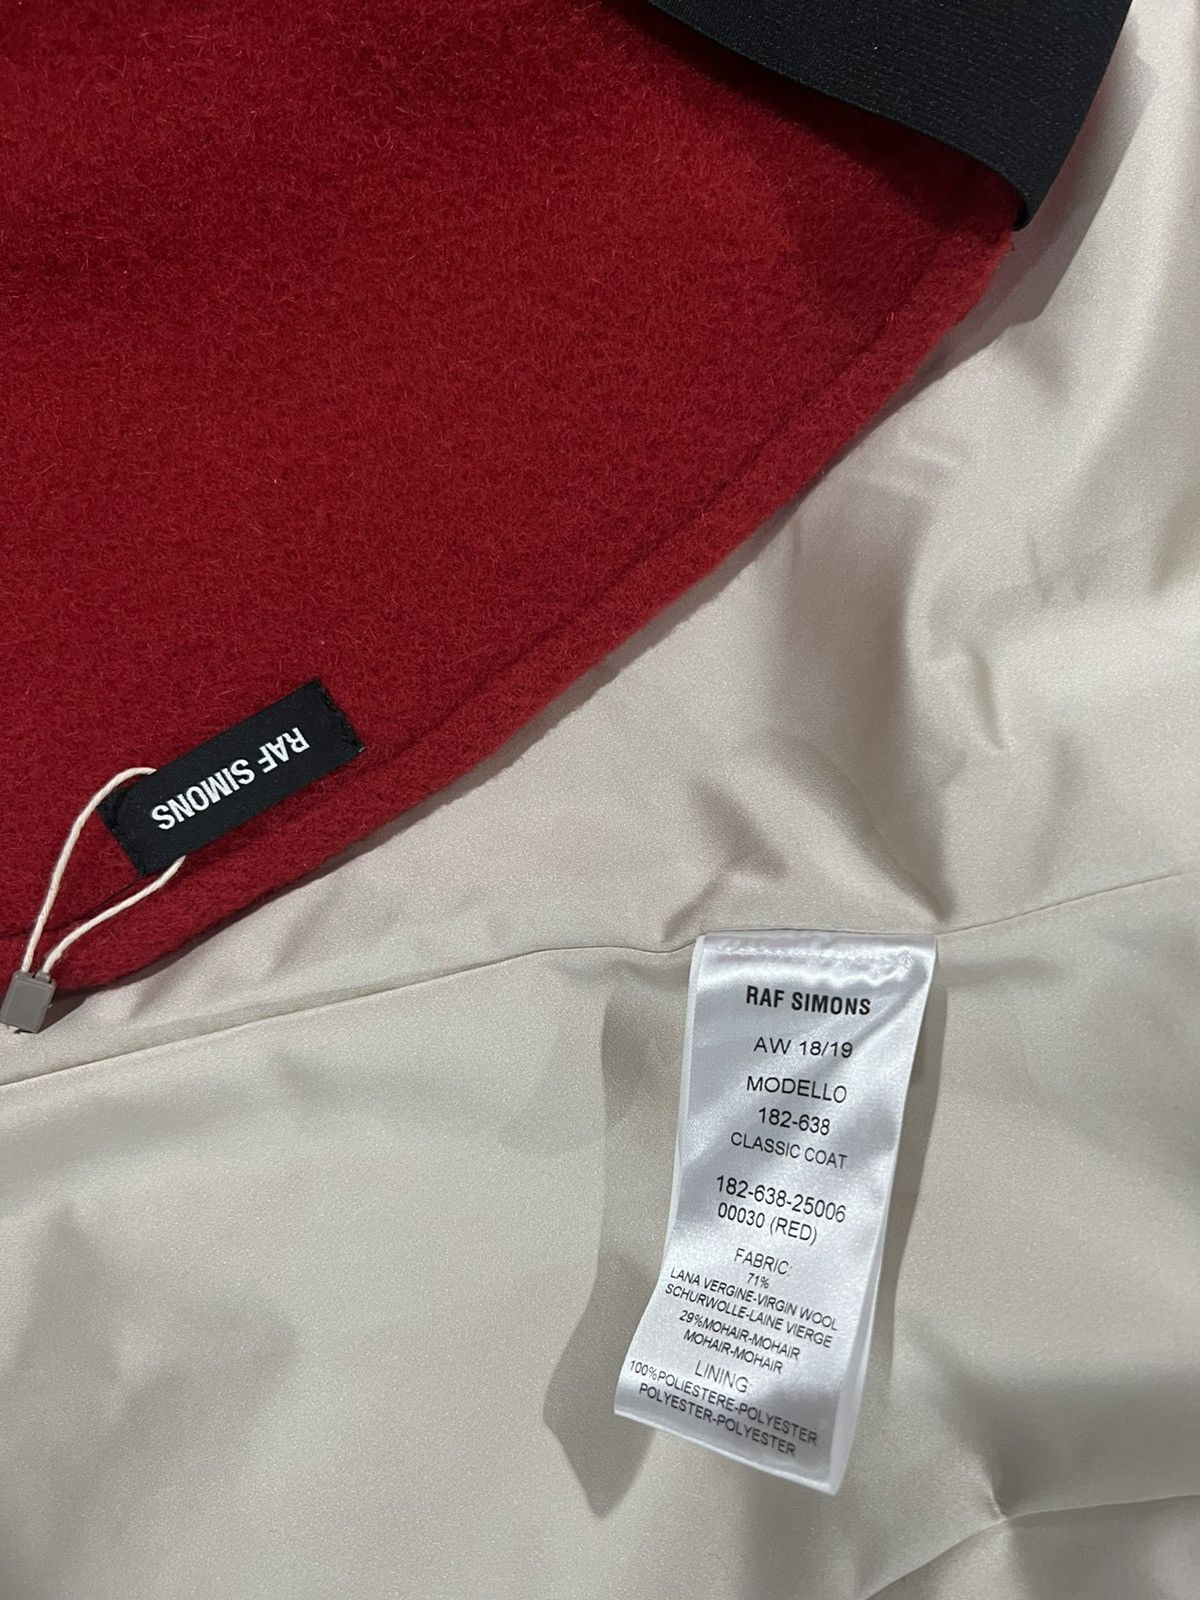 RAF SIMONS
RAF SIMONS
AW 18/19
MODELLO
182-638
CLASSIC COAT
182-638-25006
00030 (RED)
FABRIC:
71%
LANA VERGINE-VIRGIN WOOL
SCHURWOLLE-LAINE VIERGE
29%MOHAIR-MOHAIR
MOHAIR-MOHAIR
LINING:
100%POLIESTERE-POLYESTER
POLYESTER-POLYESTER